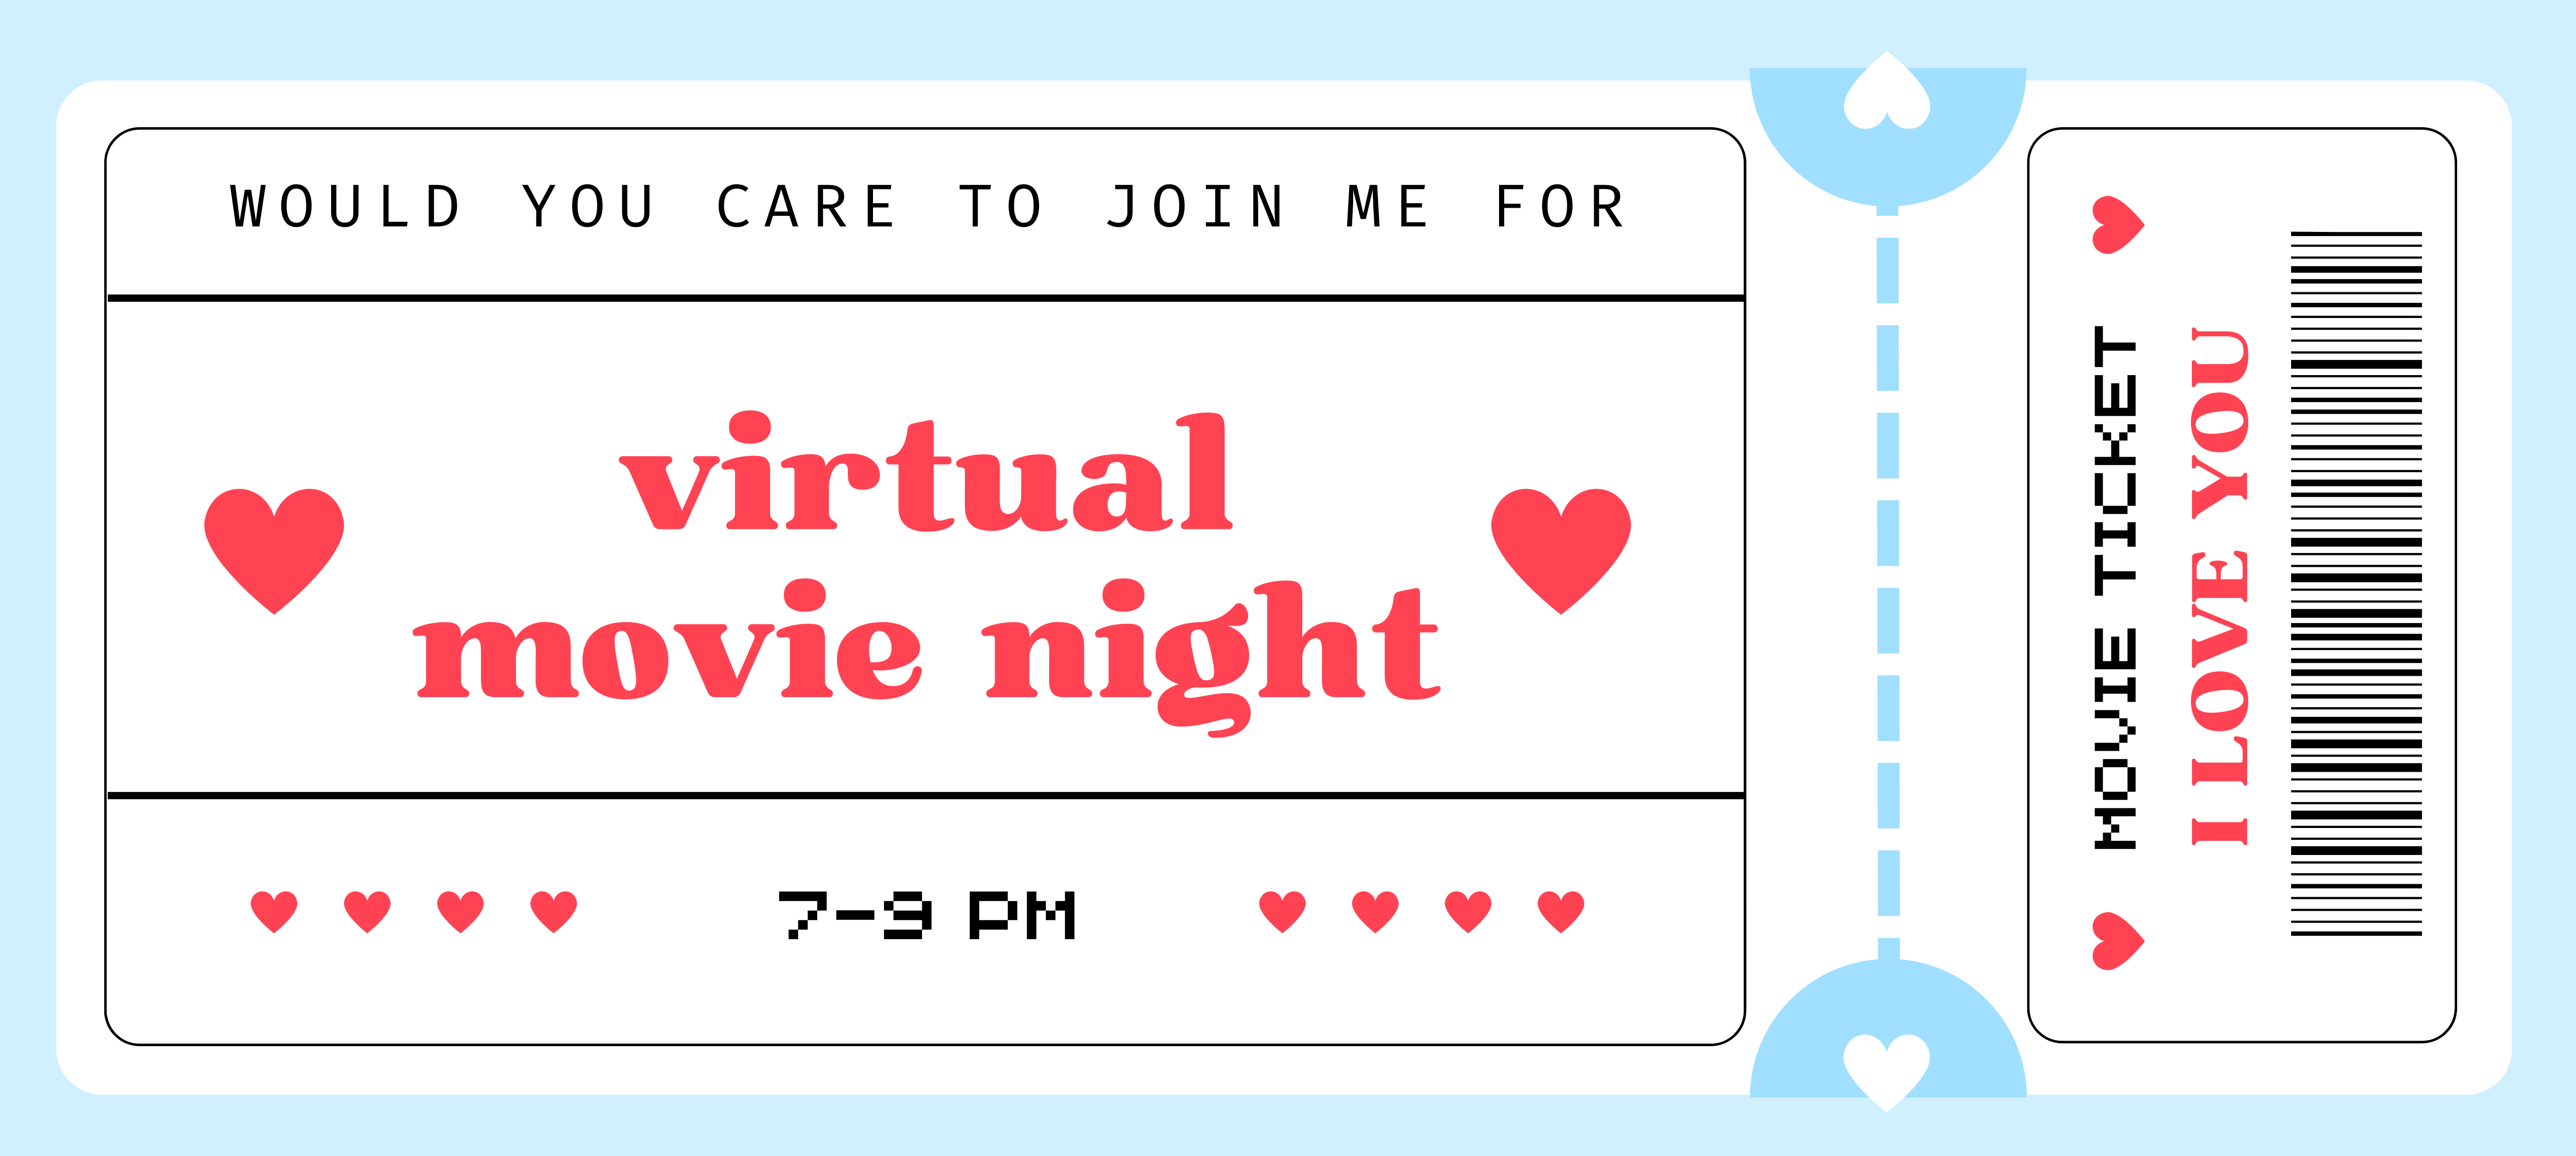 WOULD YOU CARE TO JOIN ME FOR
virtual
movie night
7-9 PM
MOVIE TICKET
I LOVE YOU